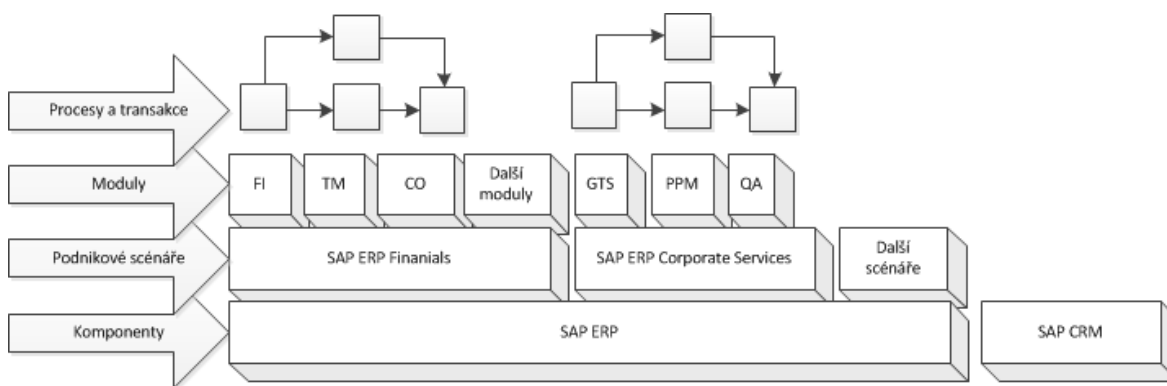 Procesy a transakce
Moduly
FI
TM
CO
Další
moduly
GTS
PPM
QA
Podnikové scénáře
SAP ERP Finanials
SAP ERP Corporate Services
Další
scénáře
Komponenty
SAP ERP
SAP CRM